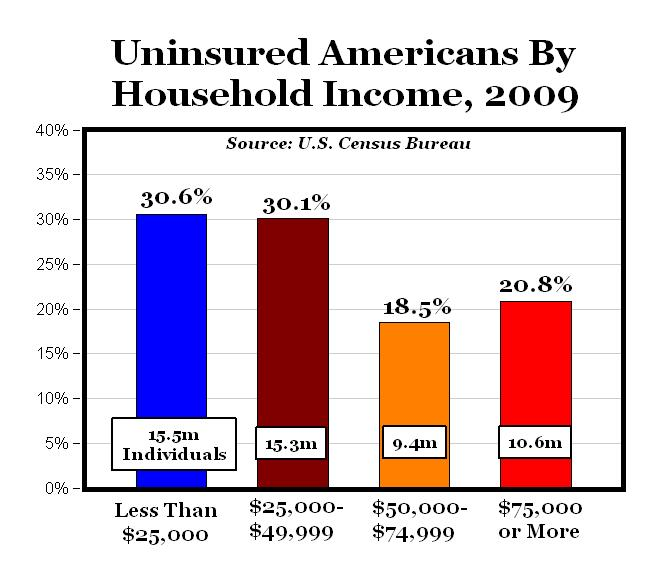 Uninsured Americans By
Household Income, 2009
Source: U.S. Census Bureau
40%
35%
30%
25%
20%
15%
10%
5%
0%
30.6%
30.1%
18.5%
20.8%
15.5m
Individuals
15.3m
9.4m
10.6m
Less Than
$25,000
$25,000-
$49,999
$50,000-
$74,999
$75,000
or More